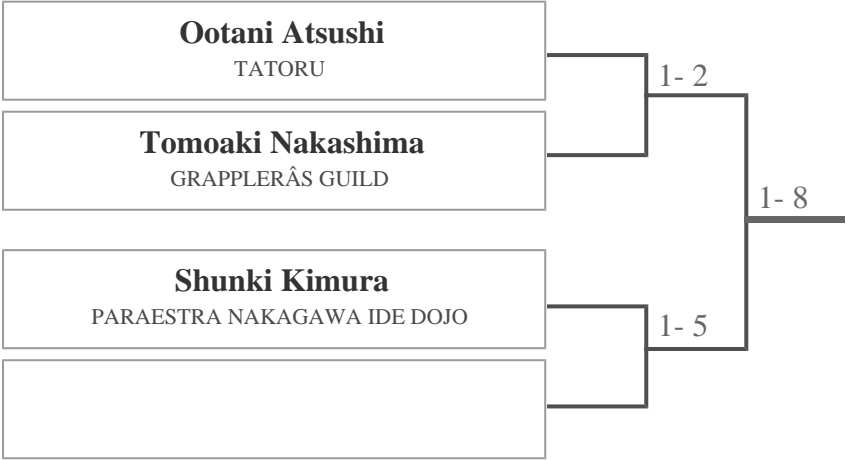 Ootani Atsushi
TATORU
1- 2
Tomoaki Nakashima
GRAPPLERÂS GUILD
1- 8
Shunki Kimura
PARAESTRA NAKAGAWA IDE DOJO
1- 5